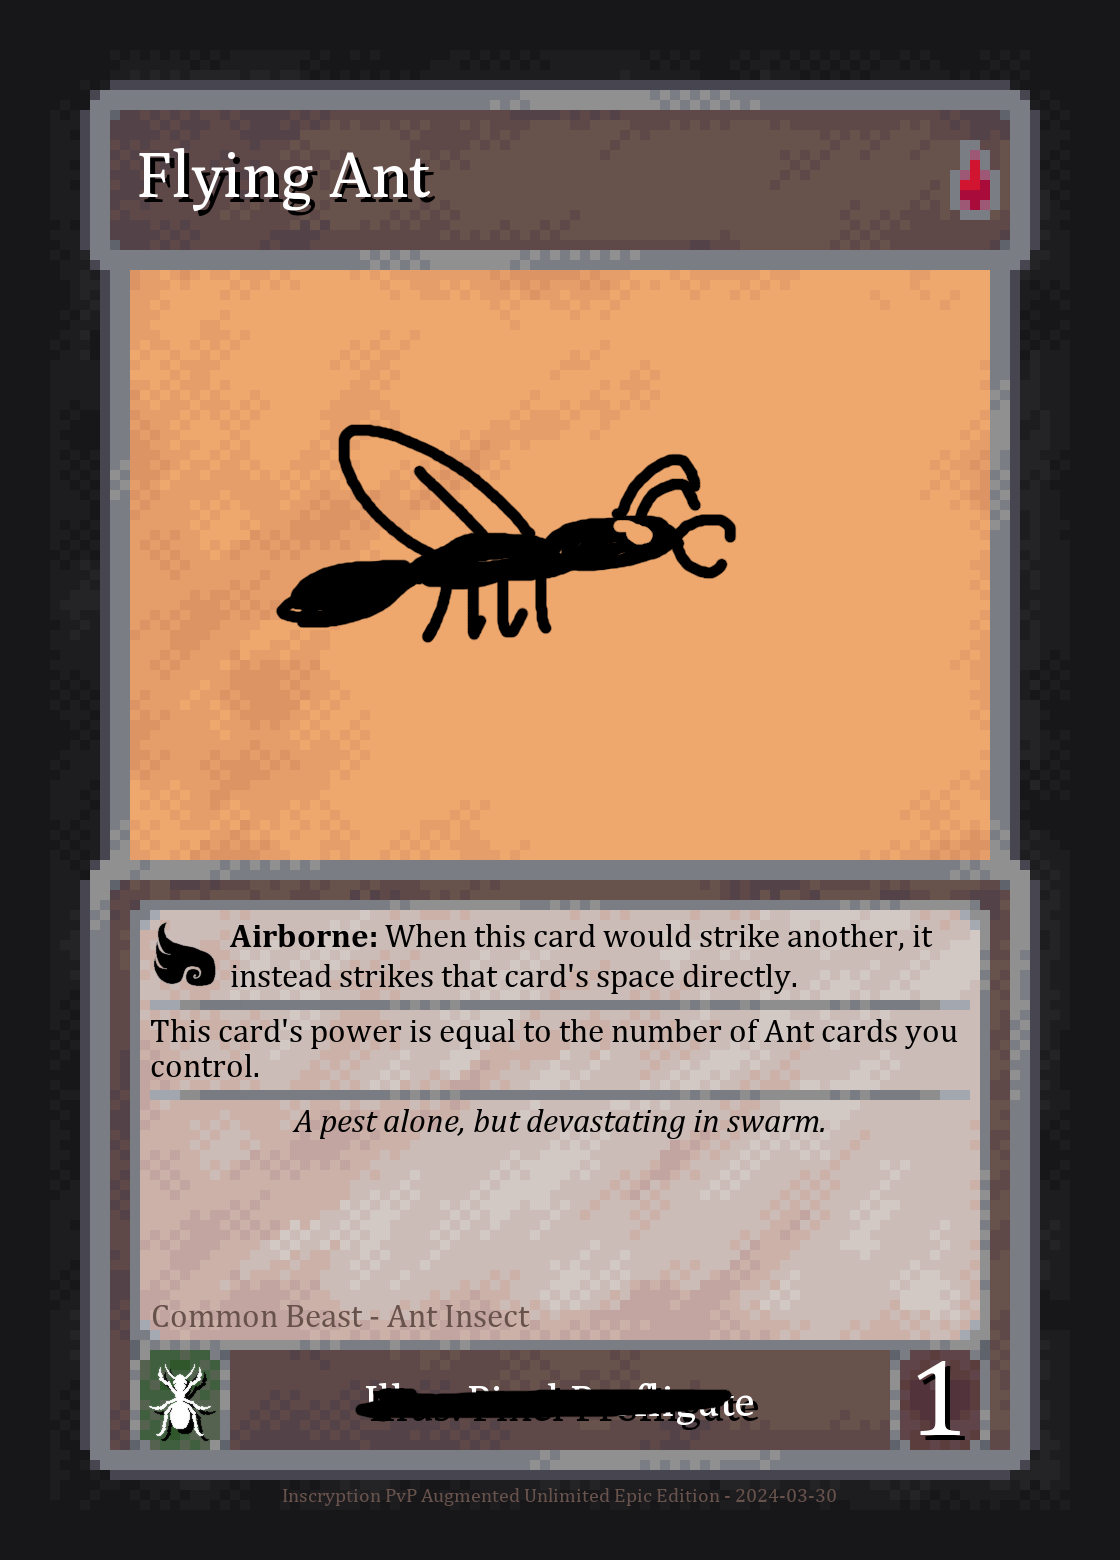 Flying Ant
Airborne: When this card would strike another, it
instead strikes that card's space directly.
This card's power is equal to the number of Ant cards you
control.
A pest alone, but devastating in swarm.
Common Beast - Ant Insect
1
Inscryption PvP Augmented Unlimited Epic Edition - 2024-03-30